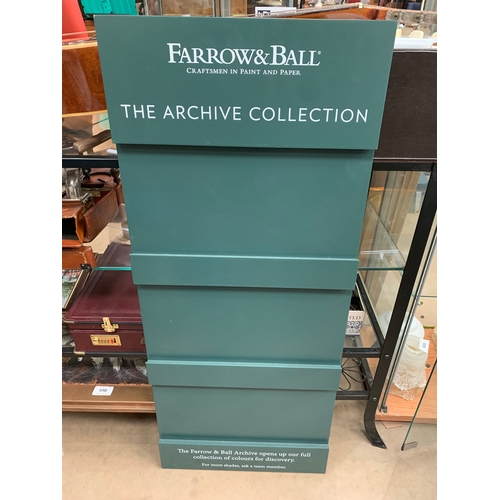 FARROW&BALL®
CRAFTSMEN IN PAINT AND PAPER
THE ARCHIVE COLLECTION
The Farrow & Ball Archive opens up our full
collection of colours for discovery.
For more shades, ask a team member.